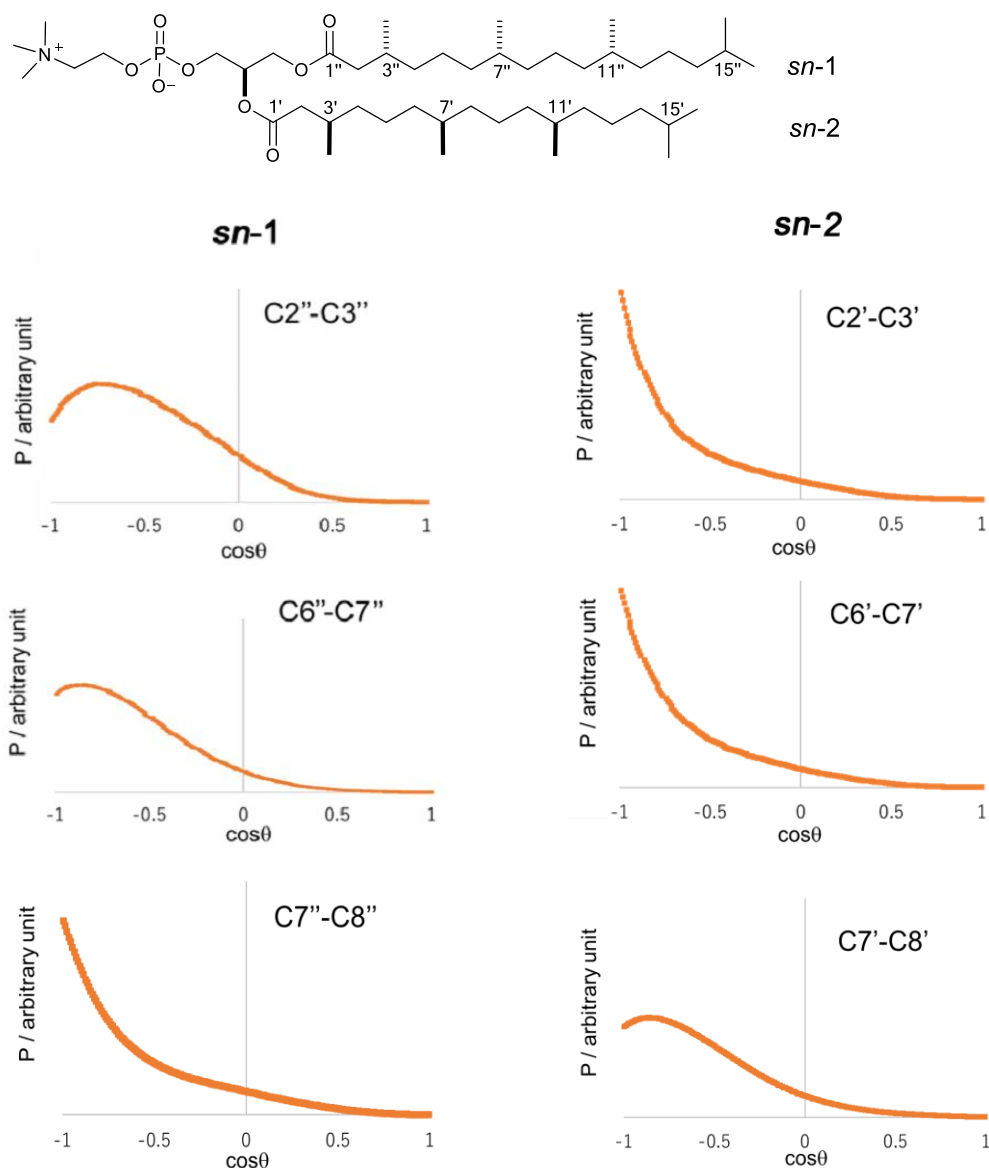 O O
N+ O P O O 1" 3" 7" 11" 15" sn-1
O−
O 1' 3' 7' 11' 15' sn-2
O
sn-1 sn-2
C2”-C3” C2’-C3’
P / arbitrary unit P / arbitrary unit
-1 -0.5 0 0.5 1 -1 -0.5 0 0.5 1
cosθ cosθ
C6”-C7” C6’-C7’
P / arbitrary unit P / arbitrary unit
-1 -0.5 0 0.5 1 -1 -0.5 0 0.5 1
cosθ cosθ
C7”-C8” C7’-C8’
P / arbitrary unit P / arbitrary unit
-1 -0.5 0 0.5 1 -1 -0.5 0 0.5 1
cosθ cosθ